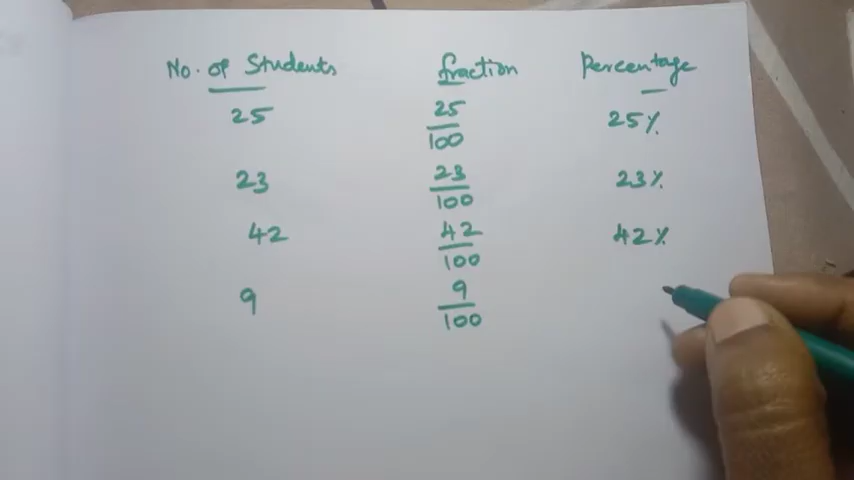 No. of Students fraction Percentage
25 25/100 25%
23 23/100 23%
42 42/100 42%
9 9/100